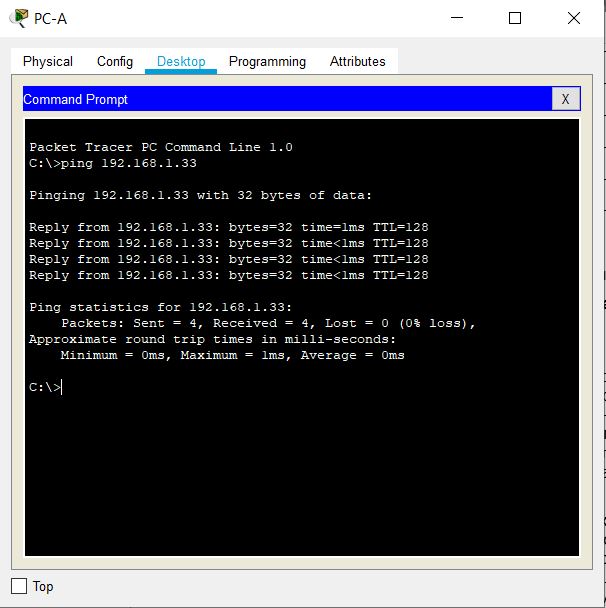 PC-A
Physical Config Desktop Programming Attributes
Command Prompt
X
Packet Tracer PC Command Line 1.0
C:\>ping 192.168.1.33
Pinging 192.168.1.33 with 32 bytes of data:
Reply from 192.168.1.33: bytes=32 time=1ms TTL=128
Reply from 192.168.1.33: bytes=32 time<1ms TTL=128
Reply from 192.168.1.33: bytes=32 time<1ms TTL=128
Reply from 192.168.1.33: bytes=32 time<1ms TTL=128
Ping statistics for 192.168.1.33:
Packets: Sent = 4, Received = 4, Lost = 0 (0% loss),
Approximate round trip times in milli-seconds:
Minimum = 0ms, Maximum = 1ms, Average = 0ms
C:\>
Top